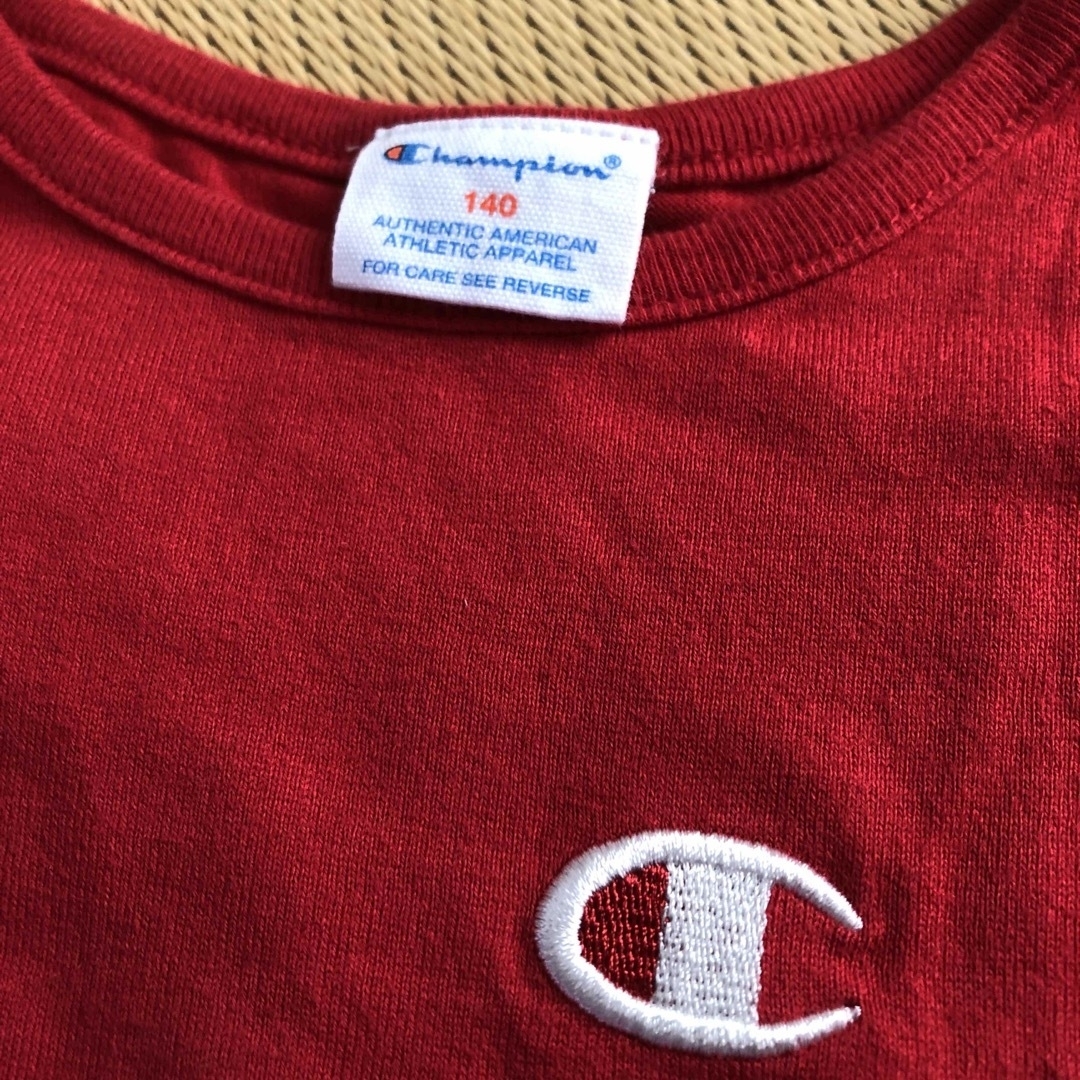 Champion®
140
AUTHENTIC AMERICAN
ATHLETIC APPAREL
FOR CARE SEE REVERSE
C